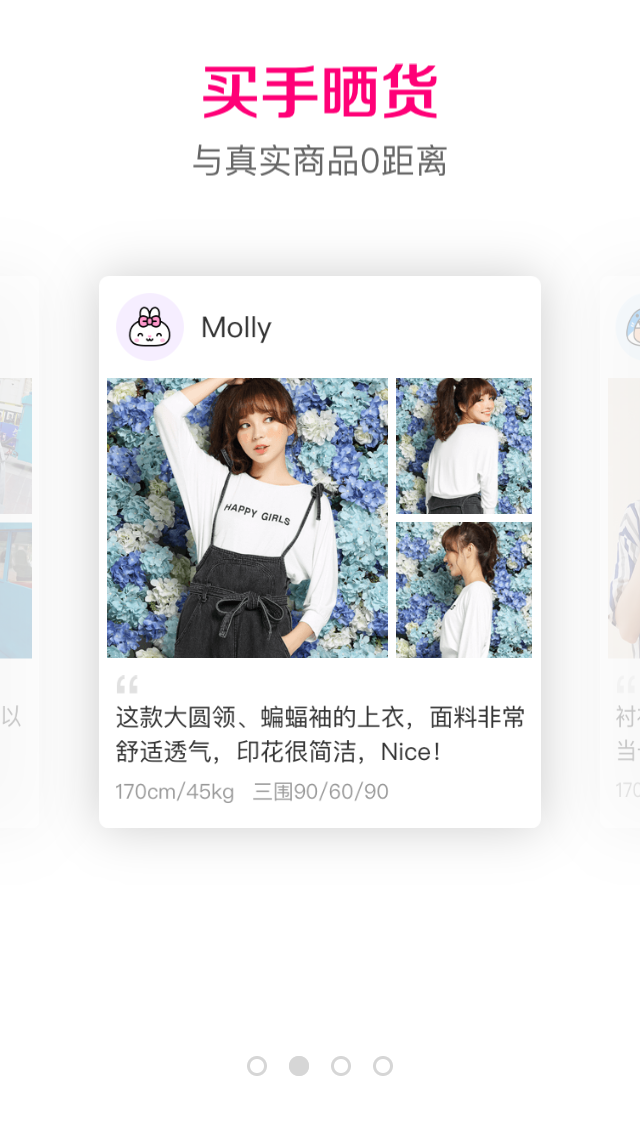 买手晒货
与真实商品0距离
Molly
HAPPY GIRLS
这款大圆领、蝙蝠袖的上衣，面料非常
舒适透气，印花很简洁，Nice！
170cm/45kg 三围90/60/90
以
衬
当
170